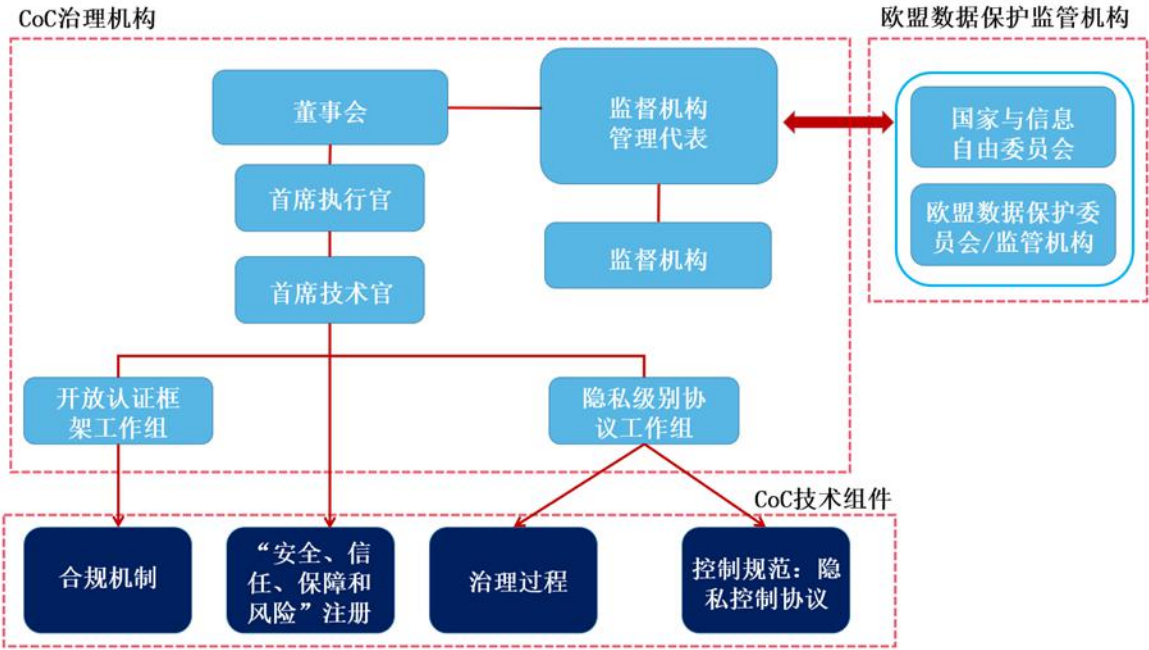 CoC治理机构
欧盟数据保护监管机构
董事会
监督机构
管理代表
国家与信息
自由委员会
首席执行官
欧盟数据保护委
员会/监管机构
监督机构
首席技术官
开放认证框
架工作组
隐私级别协
议工作组
CoC技术组件
合规机制
“安全、信
任、保障和
风险”注册
治理过程
控制规范：隐
私控制协议